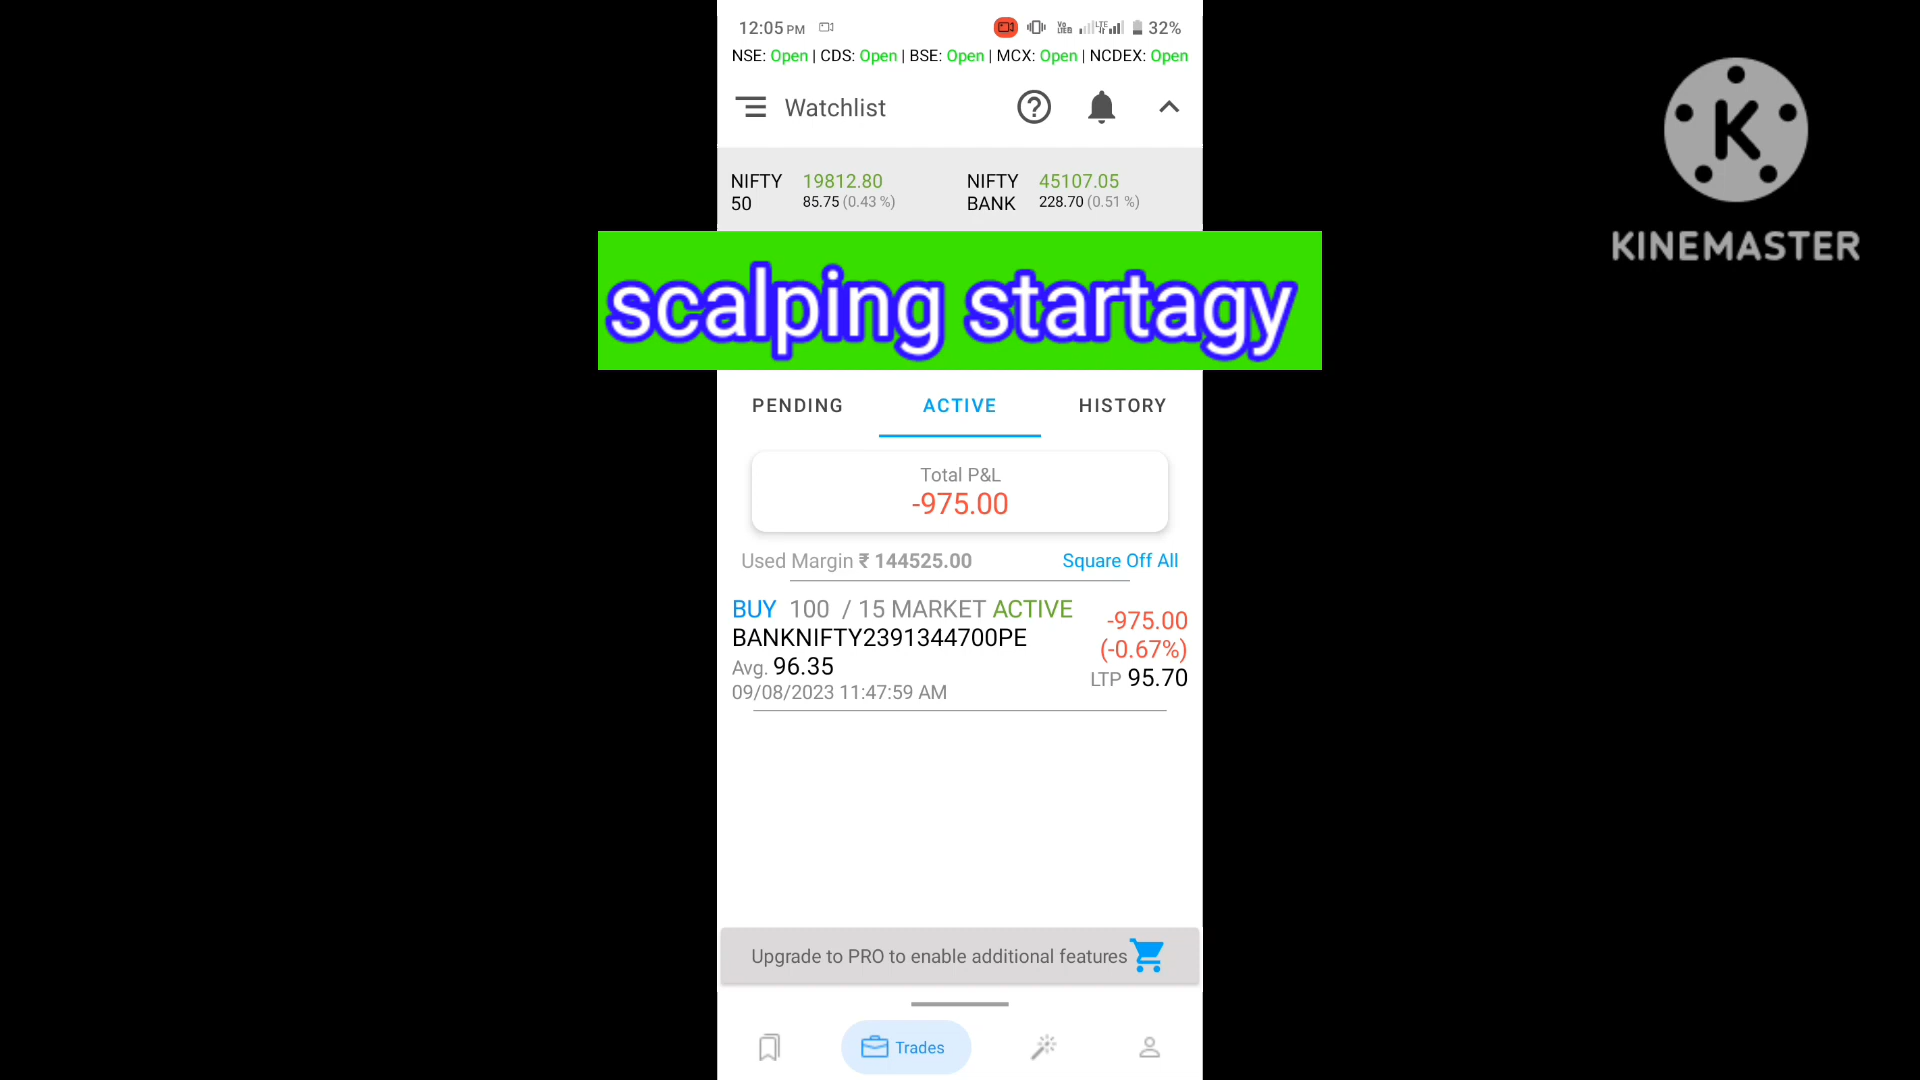 12:05 PM
32%
NSE: Open | CDS: Open | BSE: Open | MCX: Open | NCDEX: Open
Watchlist
NIFTY 50 19812.80
85.75 (0.43 %)
NIFTY BANK 45107.05
228.70 (0.51 %)
K
KINEMASTER
scalping startagy
PENDING ACTIVE HISTORY
Total P&L
-975.00
Used Margin ₹ 144525.00 Square Off All
BUY 100 / 15 MARKET ACTIVE
-975.00
BANKNIFTY2391344700PE
(-0.67%)
Avg. 96.35
LTP 95.70
09/08/2023 11:47:59 AM
Upgrade to PRO to enable additional features
Trades